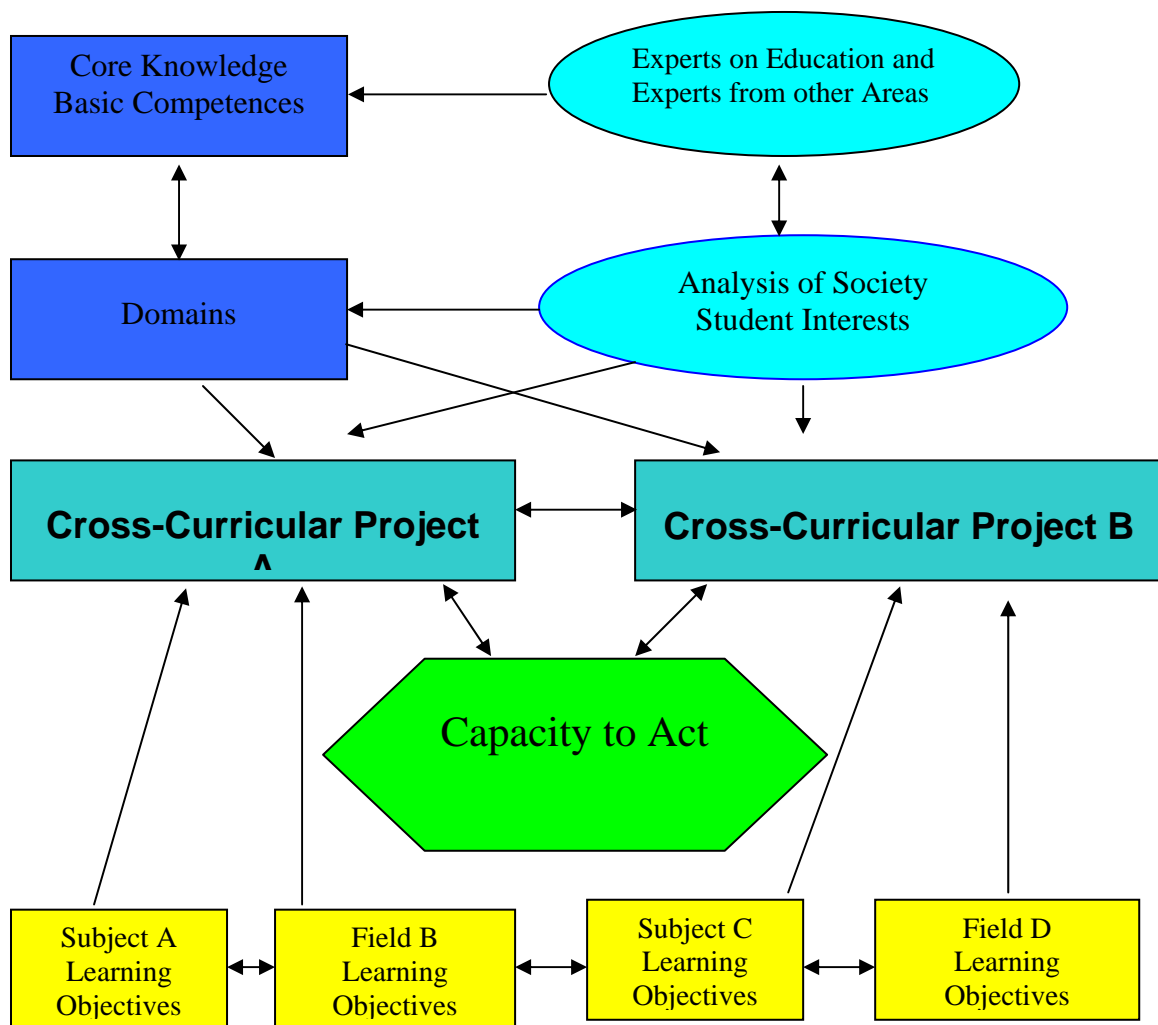 Core Knowledge
Basic Competences
Experts on Education and
Experts from other Areas
Domains
Analysis of Society
Student Interests
Cross-Curricular Project
A
Cross-Curricular Project B
Capacity to Act
Subject A
Learning
Objectives
Field B
Learning
Objectives
Subject C
Learning
Objectives
Field D
Learning
Objectives